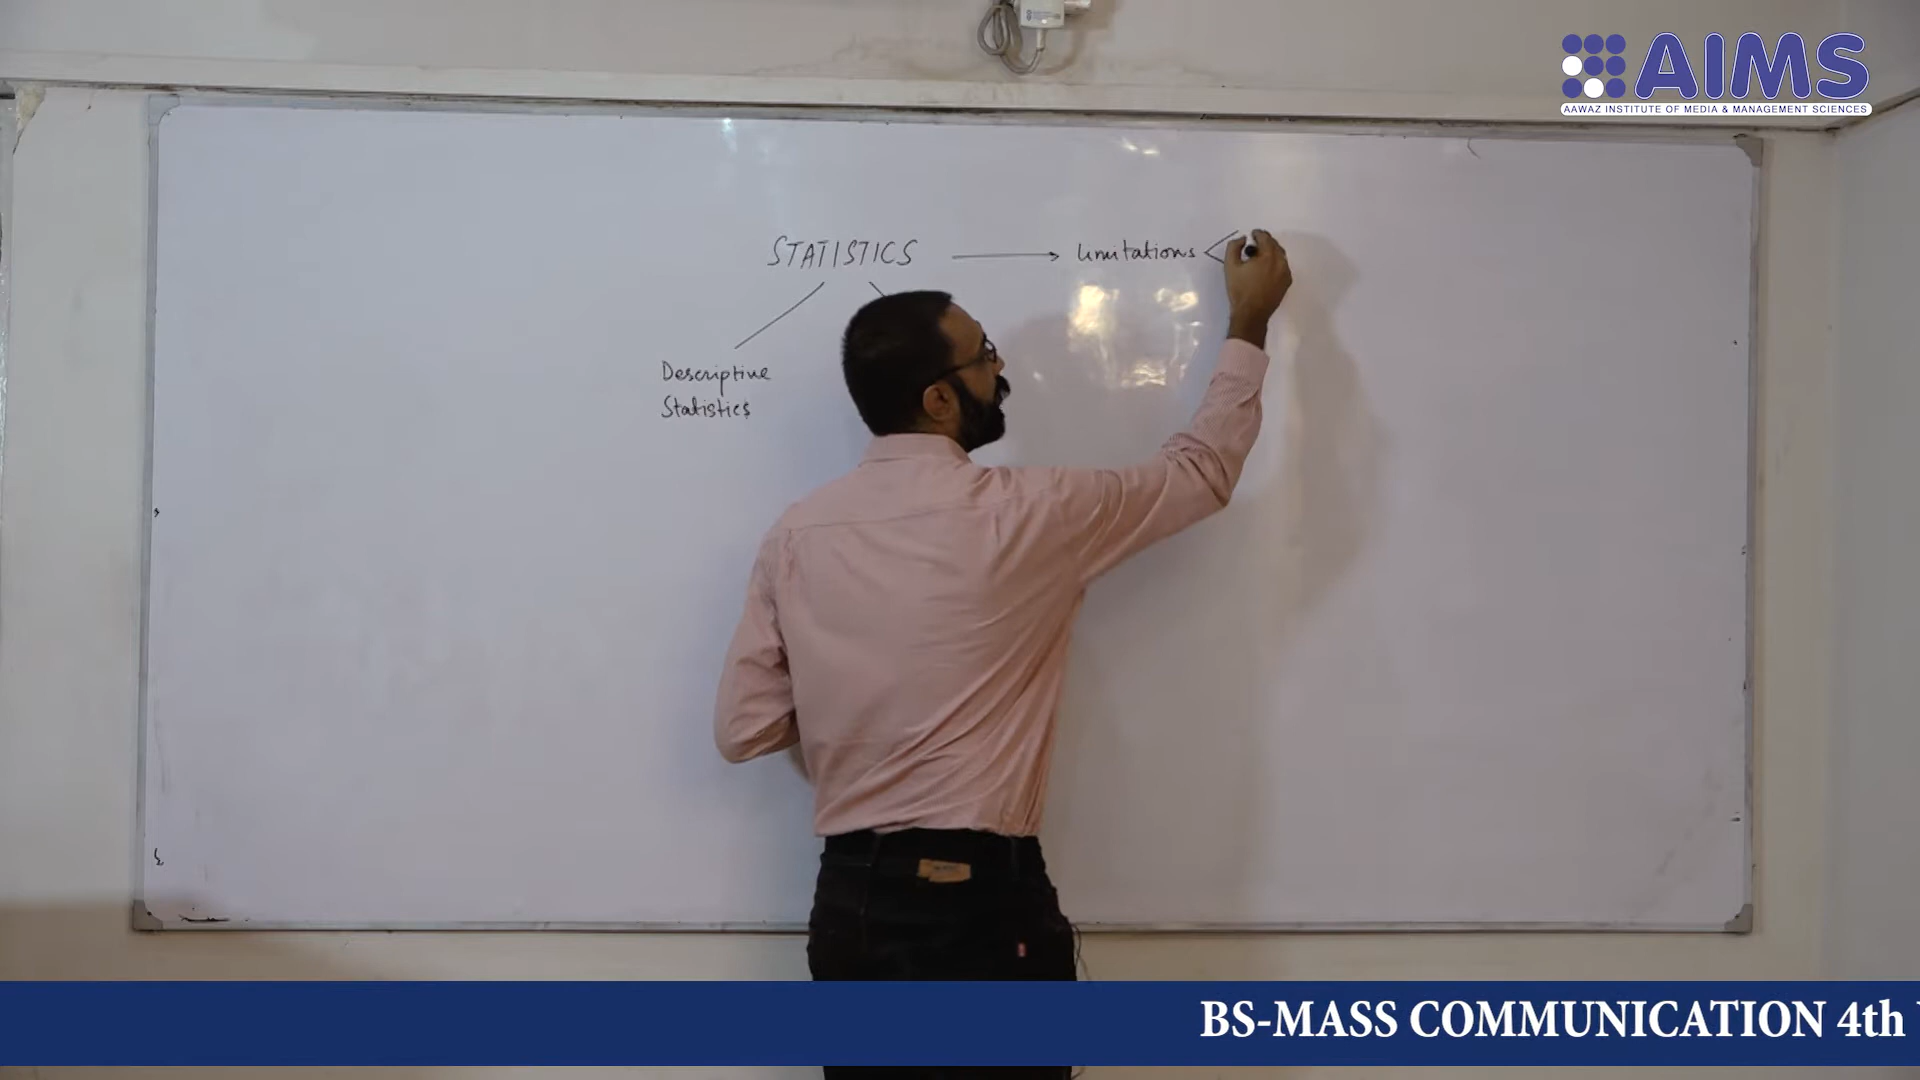 AIMS
AAWAZ INSTITUTE OF MEDIA & MANAGEMENT SCIENCES
STATISTICS
limitations
Descriptive
Statistics
BS-MASS COMMUNICATION 4th